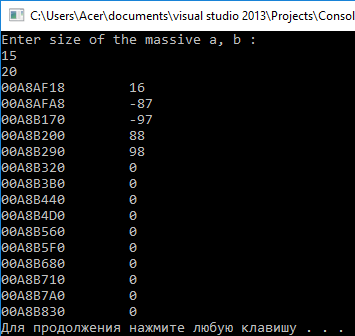 C:\Users\Acer\documents\visual studio 2013\Projects\Consol
Enter size of the massive a, b :
15
20
00A8AF18 16
00A8AFA8 -87
00A8B170 -97
00A8B200 88
00A8B290 98
00A8B320 0
00A8B3B0 0
00A8B440 0
00A8B4D0 0
00A8B560 0
00A8B5F0 0
00A8B680 0
00A8B710 0
00A8B7A0 0
00A8B830 0
Для продолжения нажмите любую клавишу . . .